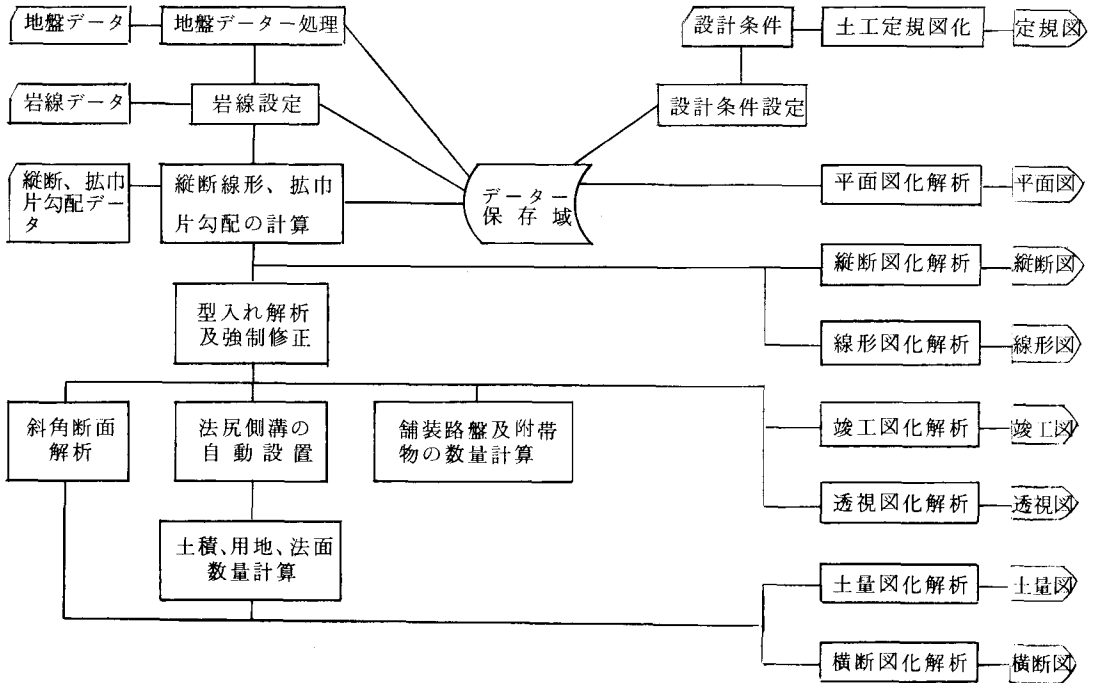 地盤データ
地盤データー処理
設計条件
土工定規図化
定規図
岩線データ
岩線設定
設計条件設定
縦断、拡巾
片勾配デー
タ
縦断線形、拡巾
片勾配の計算
データー
保存域
平面図化解析
平面図
縦断図化解析
縦断図
型入れ解析
及強制修正
線形図化解析
線形図
斜角断面
解析
法尻側溝の
自動設置
舗装路盤及附帯
物の数量計算
竣工図化解析
竣工図
透視図化解析
透視図
土積、用地、法面
数量計算
土量図化解析
土量図
横断図化解析
横断図